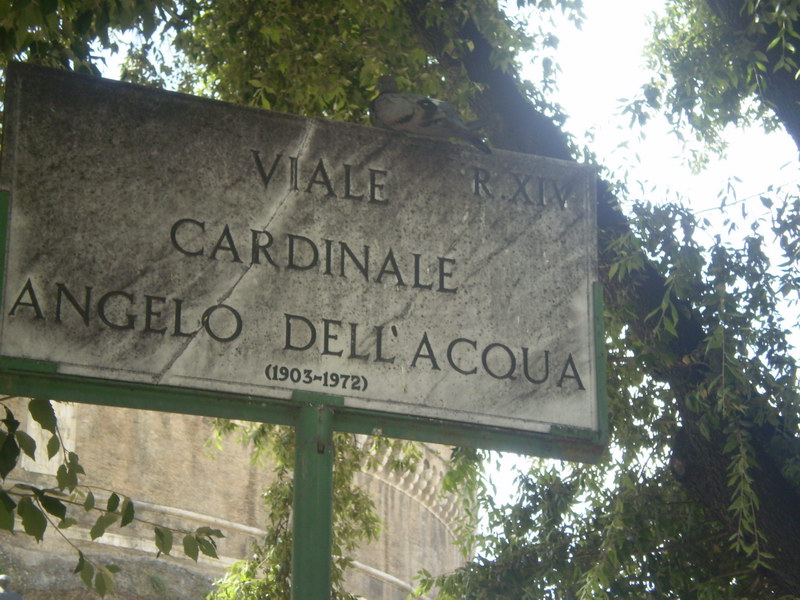 VIALE R.XIV
CARDINALE
ANGELO DELL'ACQUA
(1903-1972)